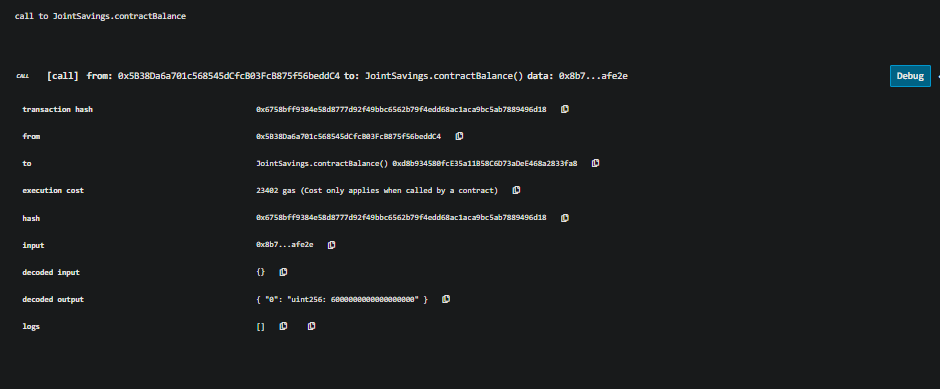 call to JointSavings.contractBalance
CALL [call] from: 0x5B38Da6a701c568545dCfcB03FcB875f56beddC4 to: JointSavings.contractBalance() data: 0x8b7...afe2e Debug
transaction hash 0x6758bff9384e58d8777d92f49bbc6562b79f4edd68ac1aca9bc5ab7889496d18
from 0x5B38Da6a701c568545dCfcB03FcB875f56beddC4
to JointSavings.contractBalance() 0xd8b934580fcE35a11B58C6D73aDeE468a2833fa8
execution cost 23402 gas (Cost only applies when called by a contract)
hash 0x6758bff9384e58d8777d92f49bbc6562b79f4edd68ac1aca9bc5ab7889496d18
input 0x8b7...afe2e
decoded input {}
decoded output { "0": "uint256: 6000000000000000000" }
logs []